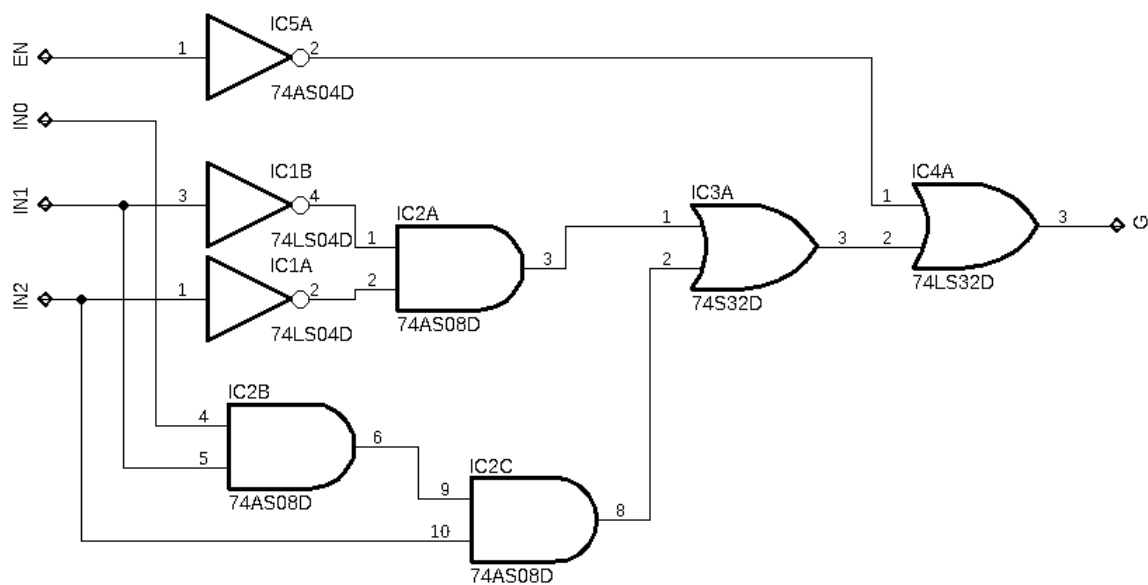 IC5A
EN
1
2
74AS04D
IN0
IC1B
IN1
3
4
74LS04D
IC2A
1
2
3
74AS08D
IC1A
IN2
1
2
74LS04D
IC3A
1
2
3
74S32D
IC4A
1
2
3
G
74LS32D
IC2B
4
5
6
74AS08D
IC2C
9
10
8
74AS08D